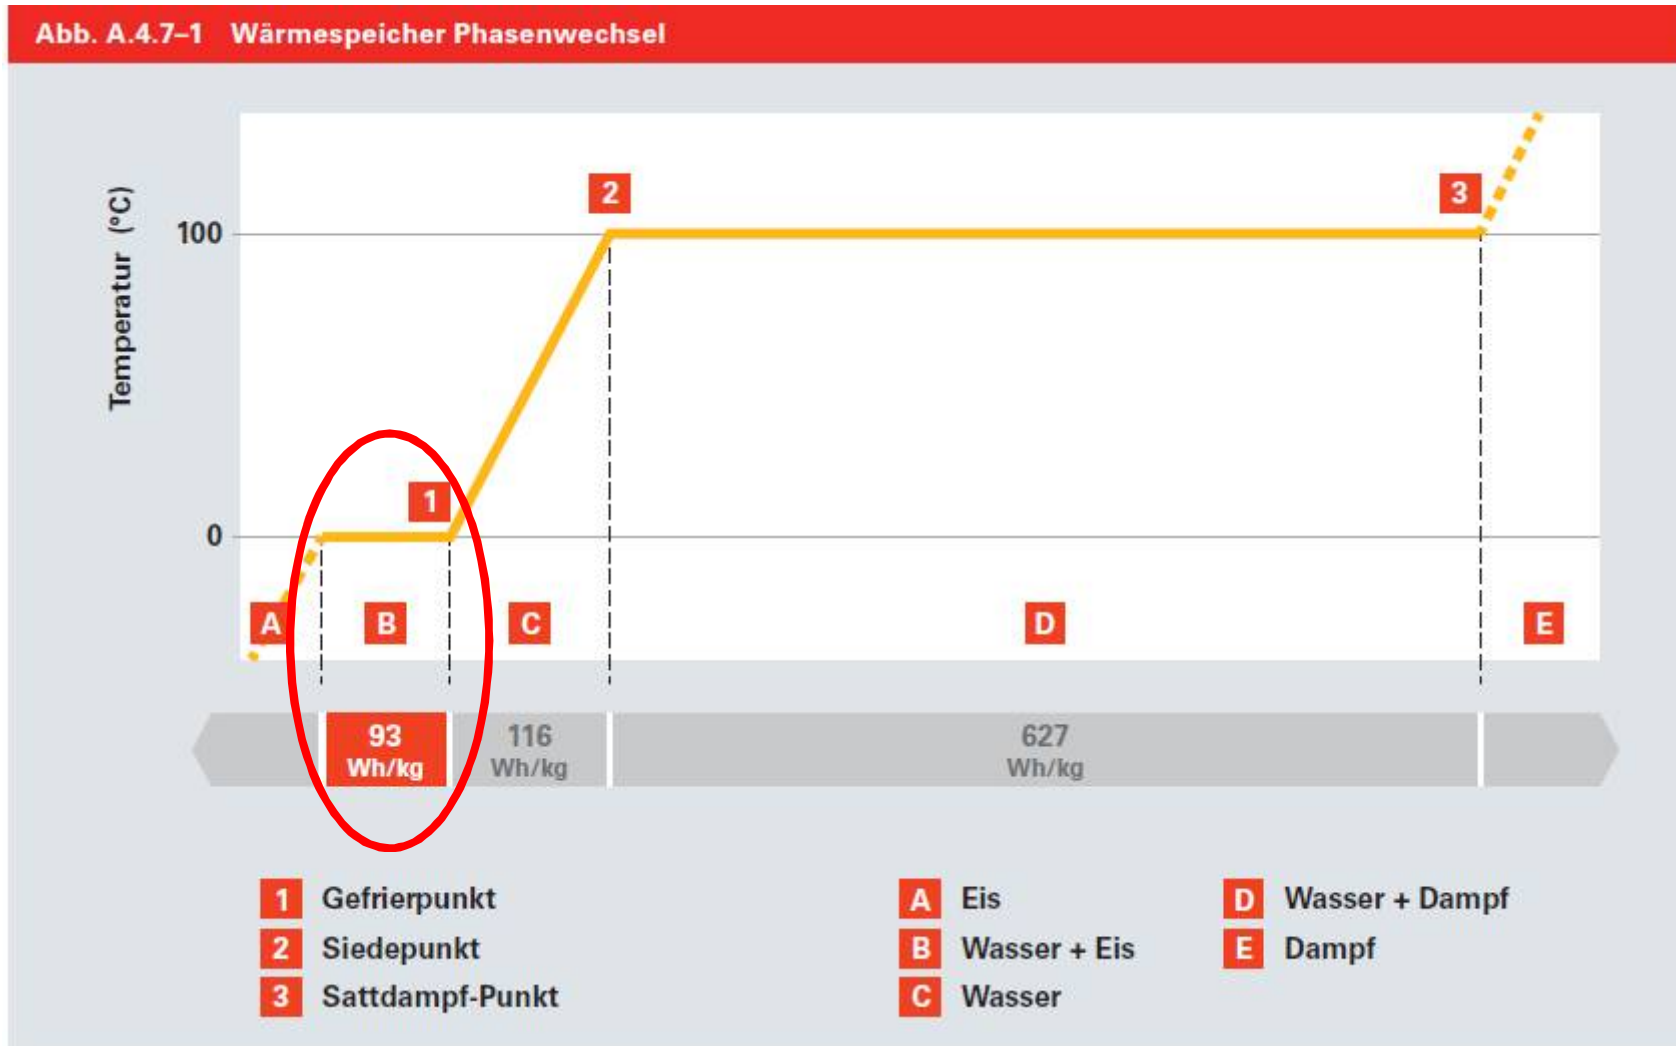 Abb. A.4.7–1 Wärmespeicher Phasenwechsel
Temperatur (°C)
2
3
100
1
0
A
B
C
D
E
93
Wh/kg
116
Wh/kg
627
Wh/kg
1 Gefrierpunkt
2 Siedepunkt
3 Sattdampf-Punkt
A Eis
B Wasser + Eis
C Wasser
D Wasser + Dampf
E Dampf